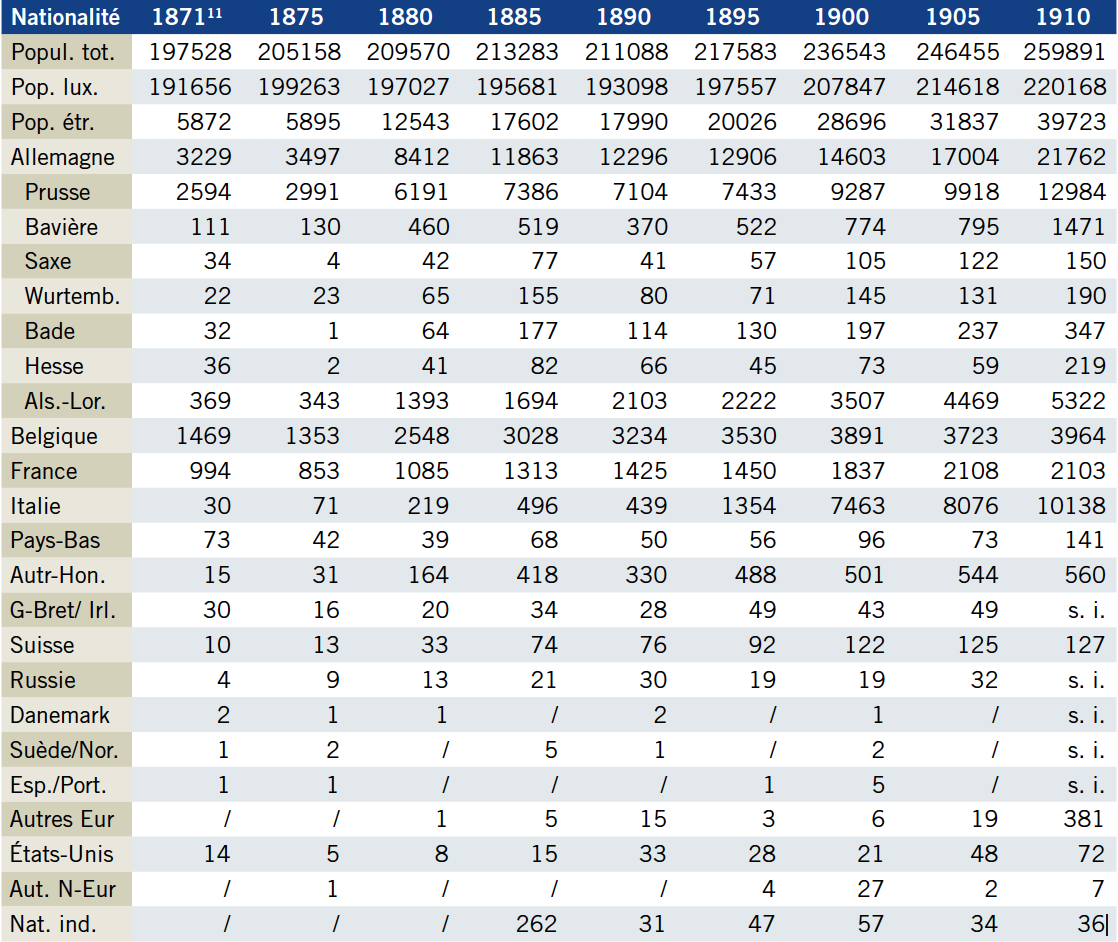 Nationalité 1871¹¹ 1875 1880 1885 1890 1895 1900 1905 1910
Popul. tot. 197528 205158 209570 213283 211088 217583 236543 246455 259891
Pop. lux. 191656 199263 197027 195681 193098 197557 207847 214618 220168
Pop. étr. 5872 5895 12543 17602 17990 20026 28696 31837 39723
Allemagne 3229 3497 8412 11863 12296 12906 14603 17004 21762
Prusse 2594 2991 6191 7386 7104 7433 9287 9918 12984
Bavière 111 130 460 519 370 522 774 795 1471
Saxe 34 4 42 77 41 57 105 122 150
Wurtemb. 22 23 65 155 80 71 145 131 190
Bade 32 1 64 177 114 130 197 237 347
Hesse 36 2 41 82 66 45 73 59 219
Als.-Lor. 369 343 1393 1694 2103 2222 3507 4469 5322
Belgique 1469 1353 2548 3028 3234 3530 3891 3723 3964
France 994 853 1085 1313 1425 1450 1837 2108 2103
Italie 30 71 219 496 439 1354 7463 8076 10138
Pays-Bas 73 42 39 68 50 56 96 73 141
Autr-Hon. 15 31 164 418 330 488 501 544 560
G-Bret/ Irl. 30 16 20 34 28 49 43 49 s. i.
Suisse 10 13 33 74 76 92 122 125 127
Russie 4 9 13 21 30 19 19 32 s. i.
Danemark 2 1 1 / 2 / 1 / s. i.
Suède/Nor. 1 2 / 5 1 / 2 / s. i.
Esp./Port. 1 1 / / / 1 5 / s. i.
Autres Eur / / 1 5 15 3 6 19 381
États-Unis 14 5 8 15 33 28 21 48 72
Aut. N-Eur / 1 / / / 4 27 2 7
Nat. ind. / / / 262 31 47 57 34 36